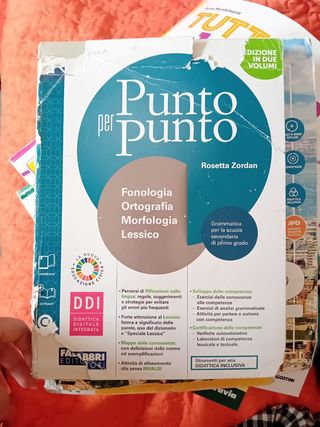 TUTT
EDIZIONE
IN DUE
VOLUMI
Punto
per
punto
Rosetta Zordan
Fonologia
Ortografia
Morfologia
Lessico
Grammatica
per la scuola
secondaria
di primo grado
DDI
DIDATTICA
DIGITALE
INTEGRATA
• Percorsi di Riflessione sulla
lingua: regole, suggerimenti
e strategie per evitare
gli errori più frequenti
• Forte attenzione al Lessico:
forma e significato delle
parole, uso del dizionario
e "Speciale Lessico"
• Mappe delle conoscenze:
con definizioni delle norme
ed esemplificazioni
• Attività di allenamento
alla prova INVALSI
• Sviluppo delle competenze:
– Esercizi dalle conoscenze
alle competenze
– Esercizi di analisi grammaticale
– Attività per parlare e scrivere
con competenza
• Certificazione delle competenze:
– Verifiche autovalutative
– Laboratori di competenza
lessicale e testuale
Strumenti per una
DIDATTICA INCLUSIVA
FABBRI
EDITORI
AGOSTINI